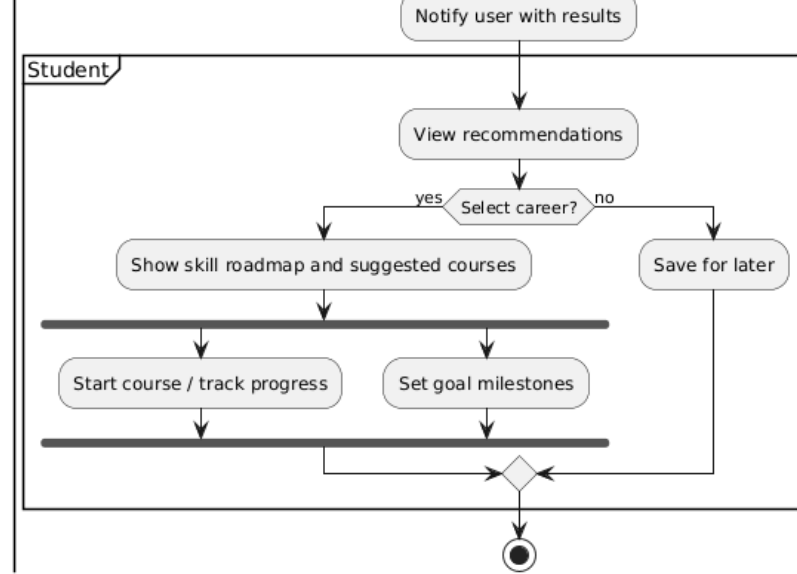 Notify user with results
Student
View recommendations
yes
Select career?
no
Show skill roadmap and suggested courses
Save for later
Start course / track progress
Set goal milestones